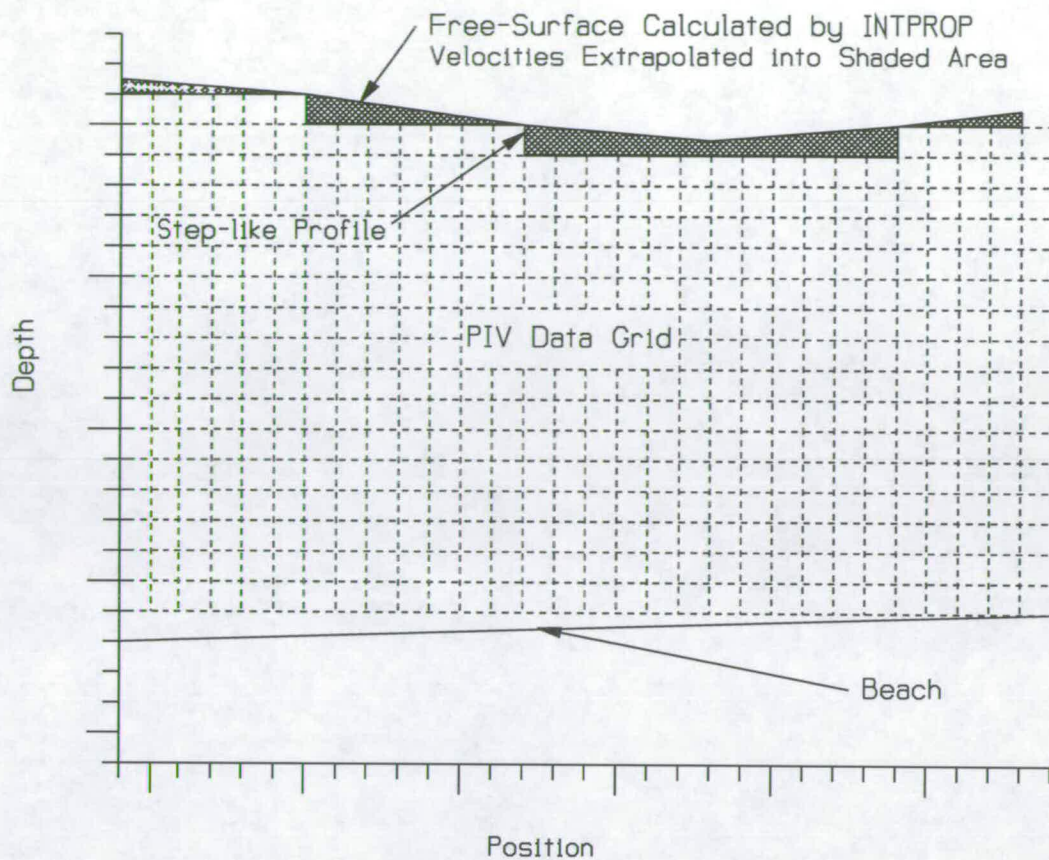 Free-Surface Calculated by INTPROP
Velocities Extrapolated into Shaded Area
Step-like Profile
PIV Data Grid
Depth
Beach
Position